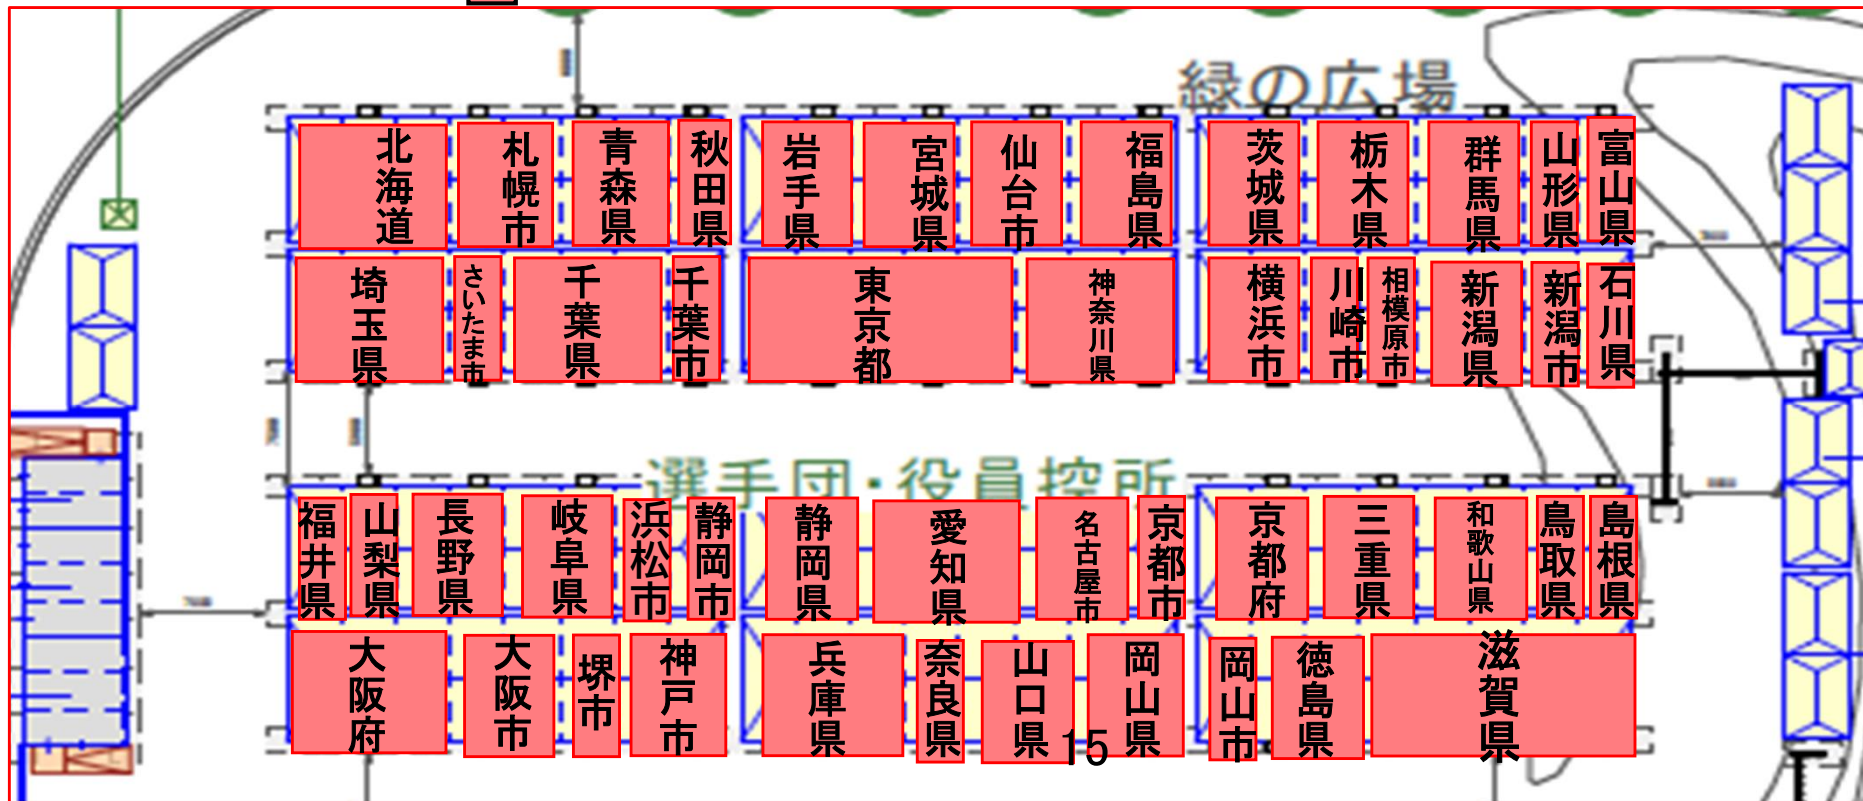 緑の広場
北海道
札幌市
青森県
秋田県
岩手県
宮城県
仙台市
福島県
茨城県
栃木県
群馬県
山形県
富山県
埼玉県
さいたま市
千葉県
千葉市
東京都
神奈川県
横浜市
川崎市
相模原市
新潟県
新潟市
石川県
選手団・役員控所
福井県
山梨県
長野県
岐阜県
浜松市
静岡市
静岡県
愛知県
名古屋市
京都市
京都府
三重県
和歌山県
鳥取県
島根県
大阪府
大阪市
堺市
神戸市
兵庫県
奈良県
山口県
岡山県
岡山市
徳島県
滋賀県
15